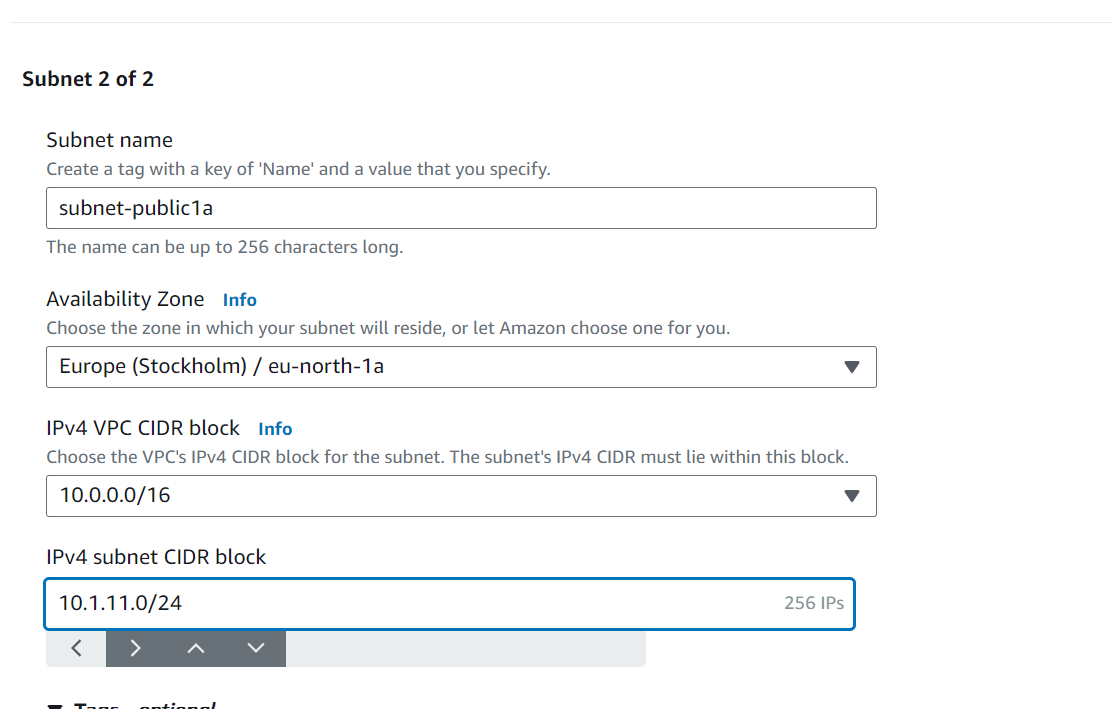 Subnet 2 of 2
Subnet name
Create a tag with a key of 'Name' and a value that you specify.
subnet-public1a
The name can be up to 256 characters long.
Availability Zone Info
Choose the zone in which your subnet will reside, or let Amazon choose one for you.
Europe (Stockholm) / eu-north-1a
IPv4 VPC CIDR block Info
Choose the VPC's IPv4 CIDR block for the subnet. The subnet's IPv4 CIDR must lie within this block.
10.0.0.0/16
IPv4 subnet CIDR block
10.1.11.0/24 256 IPs
Tags - optional